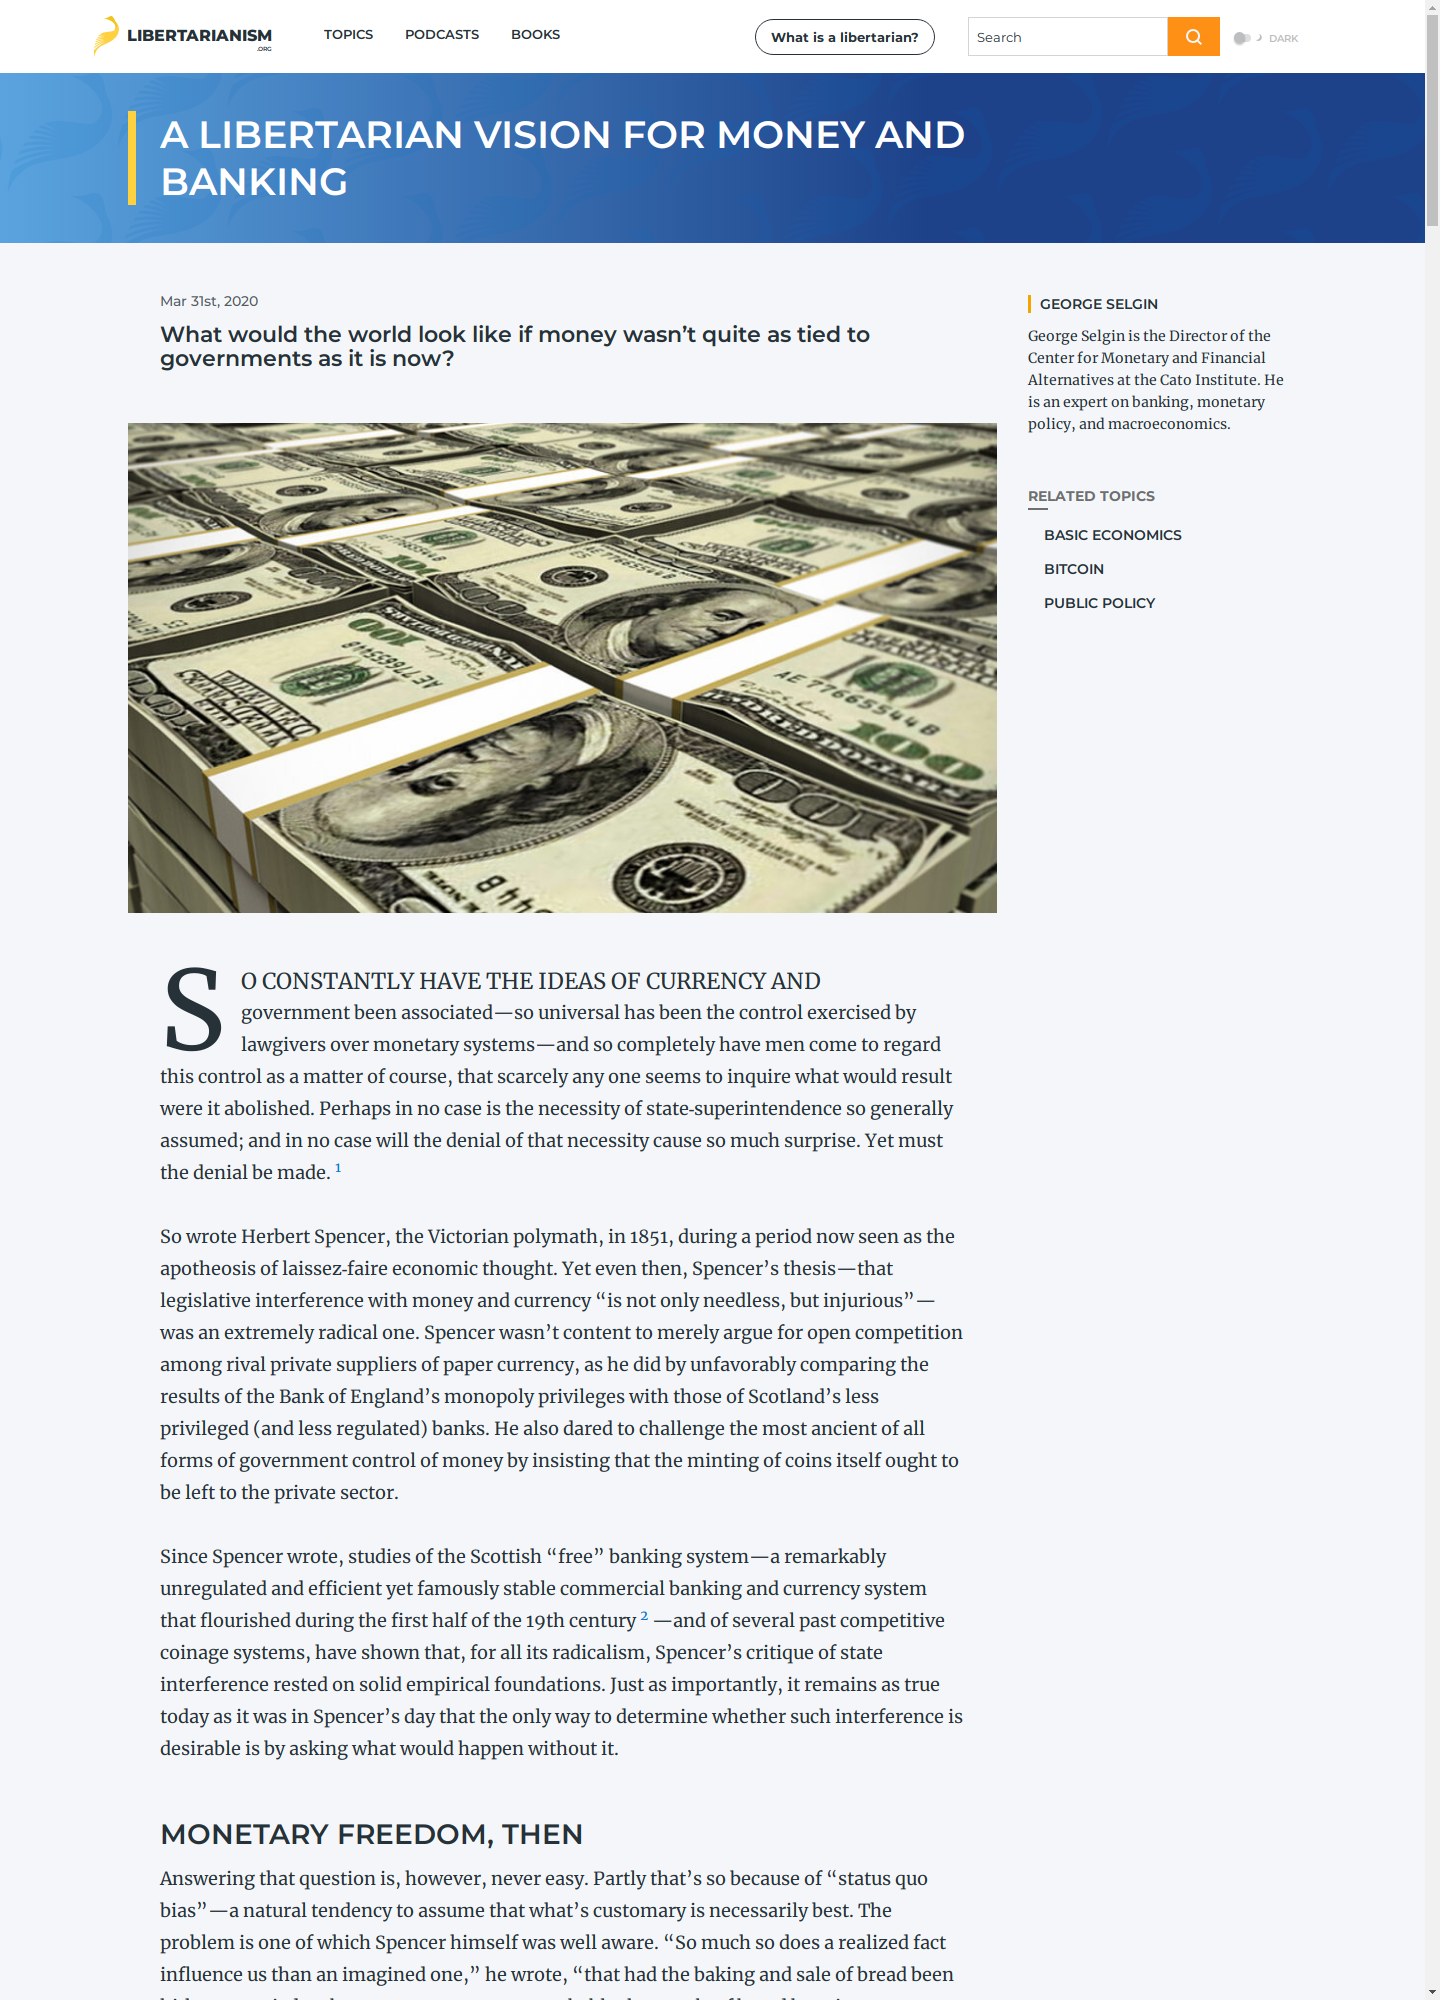 LIBERTARIANISM
.ORG
TOPICS
PODCASTS
BOOKS
What is a libertarian?
Search
DARK
A LIBERTARIAN VISION FOR MONEY AND
BANKING
Mar 31st, 2020
What would the world look like if money wasn’t quite as tied to
governments as it is now?
GEORGE SELGIN
George Selgin is the Director of the
Center for Monetary and Financial
Alternatives at the Cato Institute. He
is an expert on banking, monetary
policy, and macroeconomics.
RELATED TOPICS
BASIC ECONOMICS
BITCOIN
PUBLIC POLICY
SO CONSTANTLY HAVE THE IDEAS OF CURRENCY AND
government been associated—so universal has been the control exercised by
lawgivers over monetary systems—and so completely have men come to regard
this control as a matter of course, that scarcely any one seems to inquire what would result
were it abolished. Perhaps in no case is the necessity of state-superintendence so generally
assumed; and in no case will the denial of that necessity cause so much surprise. Yet must
the denial be made. 1
So wrote Herbert Spencer, the Victorian polymath, in 1851, during a period now seen as the
apotheosis of laissez-faire economic thought. Yet even then, Spencer’s thesis—that
legislative interference with money and currency “is not only needless, but injurious”—
was an extremely radical one. Spencer wasn’t content to merely argue for open competition
among rival private suppliers of paper currency, as he did by unfavorably comparing the
results of the Bank of England’s monopoly privileges with those of Scotland’s less
privileged (and less regulated) banks. He also dared to challenge the most ancient of all
forms of government control of money by insisting that the minting of coins itself ought to
be left to the private sector.
Since Spencer wrote, studies of the Scottish “free” banking system—a remarkably
unregulated and efficient yet famously stable commercial banking and currency system
that flourished during the first half of the 19th century 2 —and of several past competitive
coinage systems, have shown that, for all its radicalism, Spencer’s critique of state
interference rested on solid empirical foundations. Just as importantly, it remains as true
today as it was in Spencer’s day that the only way to determine whether such interference is
desirable is by asking what would happen without it.
MONETARY FREEDOM, THEN
Answering that question is, however, never easy. Partly that’s so because of “status quo
bias”—a natural tendency to assume that what’s customary is necessarily best. The
problem is one of which Spencer himself was well aware. “So much so does a realized fact
influence us than an imagined one,” he wrote, “that had the baking and sale of bread been